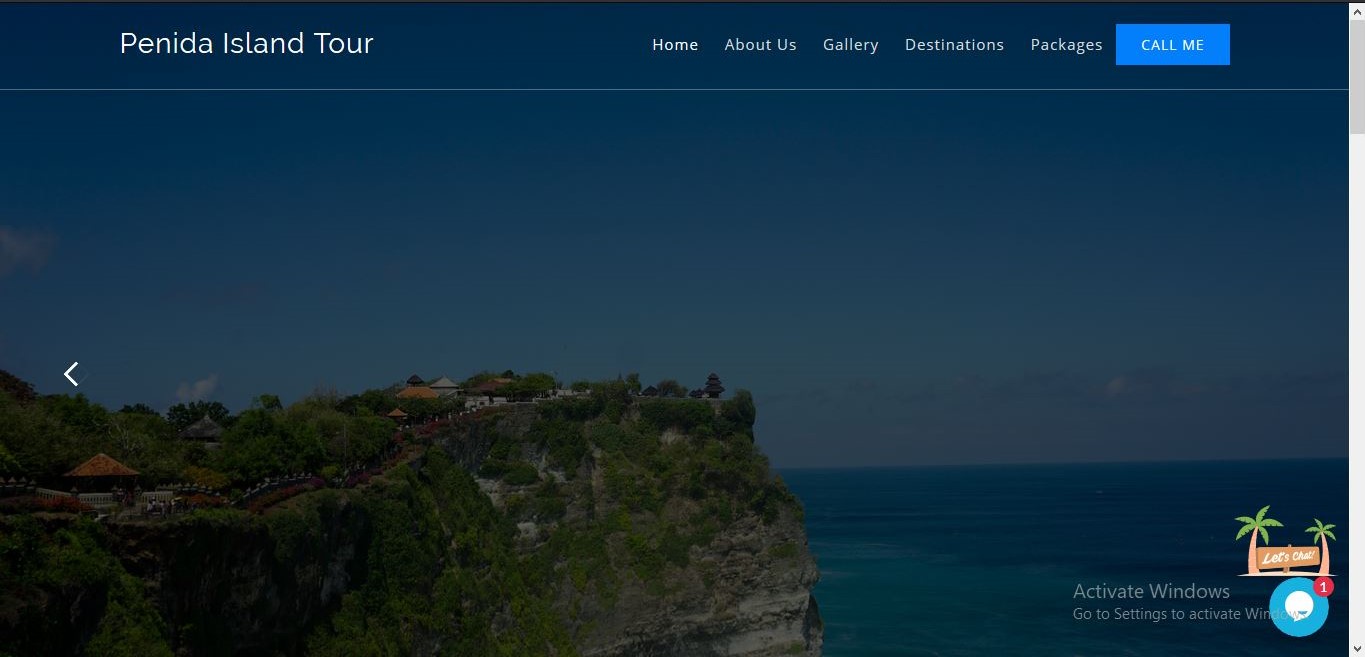 Penida Island Tour
Home About Us Gallery Destinations Packages CALL ME
Let's Chat!
1
Activate Windows
Go to Settings to activate Windows.